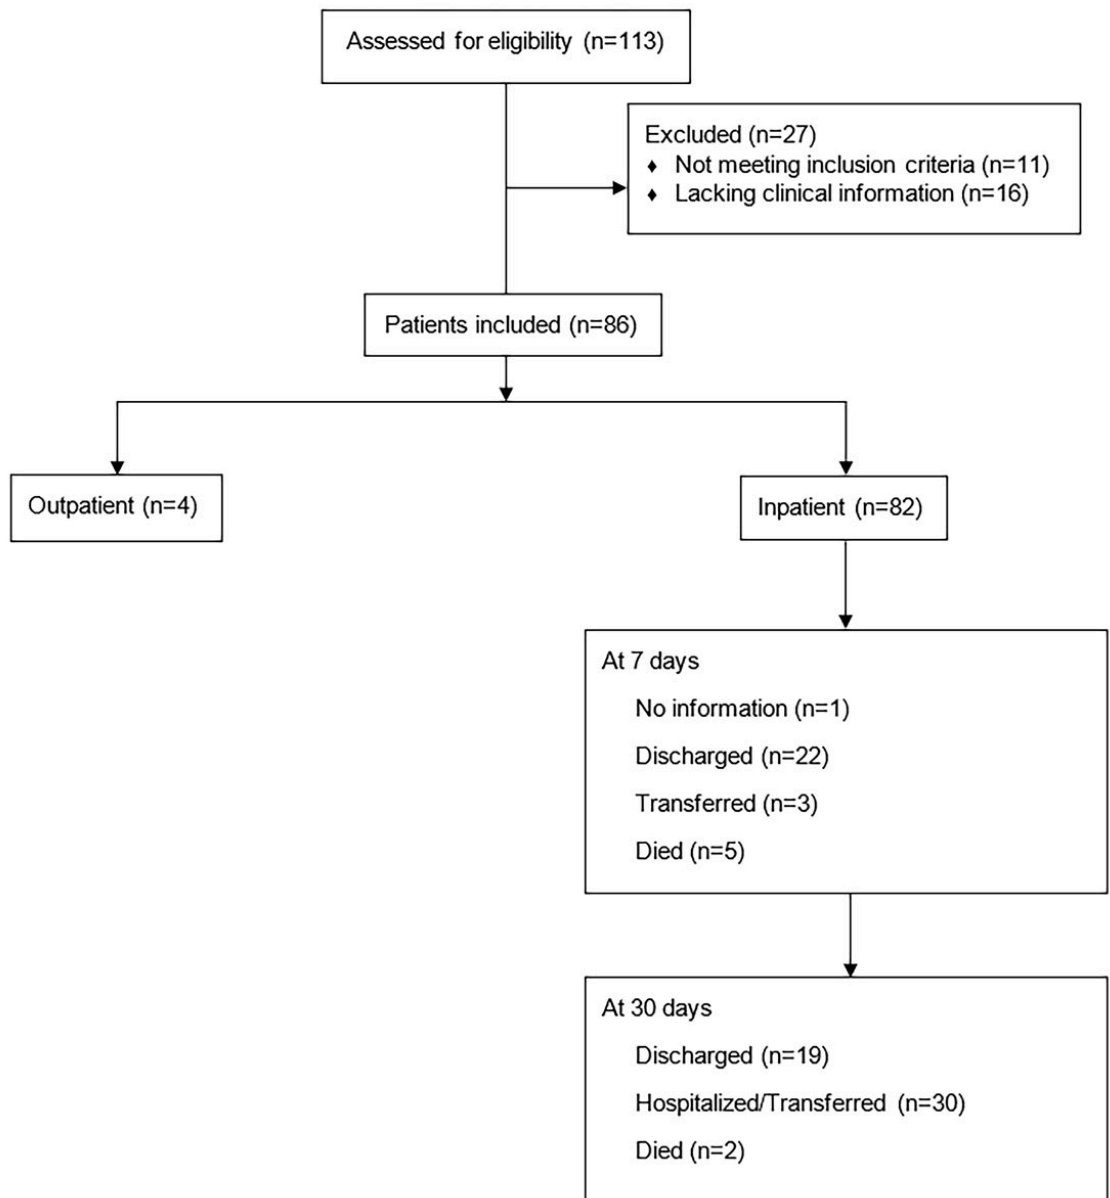 Assessed for eligibility (n=113)
Excluded (n=27)
♦ Not meeting inclusion criteria (n=11)
♦ Lacking clinical information (n=16)
Patients included (n=86)
Outpatient (n=4)
Inpatient (n=82)
At 7 days
No information (n=1)
Discharged (n=22)
Transferred (n=3)
Died (n=5)
At 30 days
Discharged (n=19)
Hospitalized/Transferred (n=30)
Died (n=2)